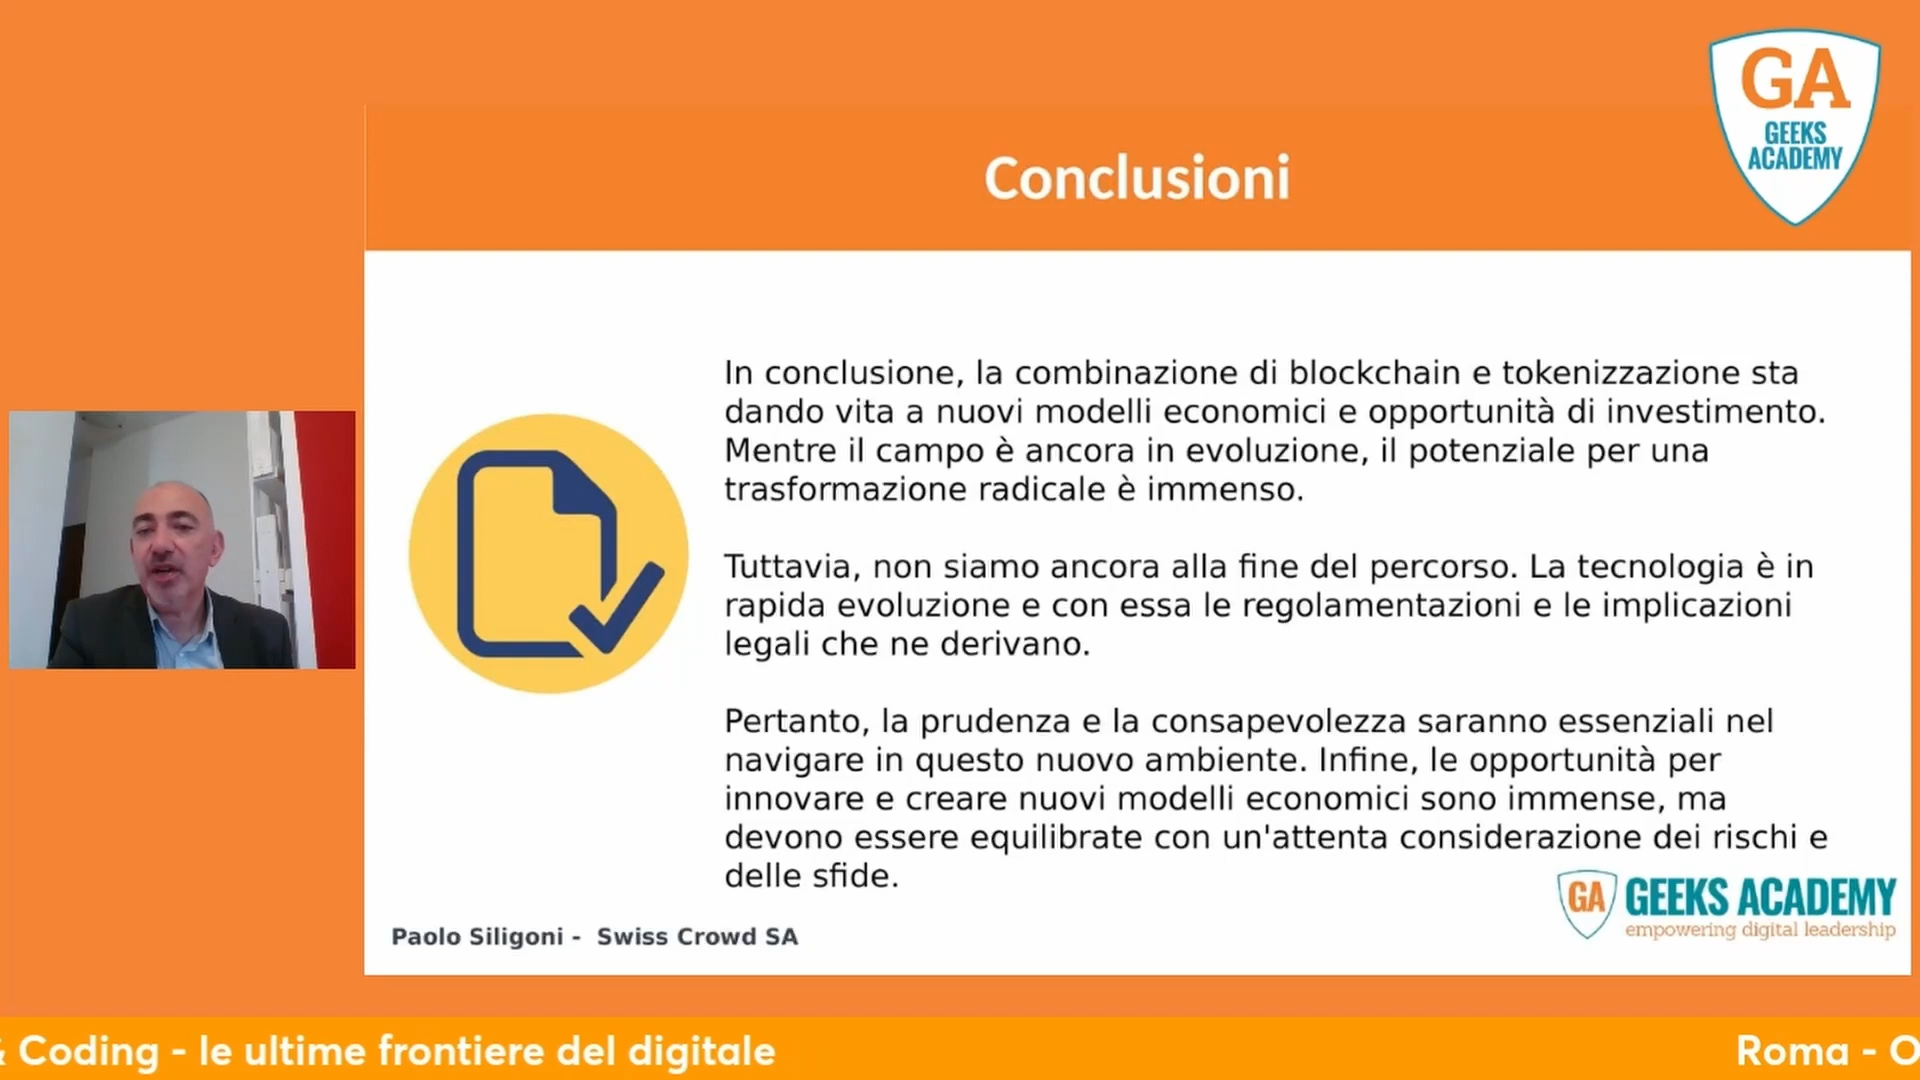 GA
GEEKS
ACADEMY
Conclusioni
In conclusione, la combinazione di blockchain e tokenizzazione sta
dando vita a nuovi modelli economici e opportunità di investimento.
Mentre il campo è ancora in evoluzione, il potenziale per una
trasformazione radicale è immenso.
Tuttavia, non siamo ancora alla fine del percorso. La tecnologia è in
rapida evoluzione e con essa le regolamentazioni e le implicazioni
legali che ne derivano.
Pertanto, la prudenza e la consapevolezza saranno essenziali nel
navigare in questo nuovo ambiente. Infine, le opportunità per
innovare e creare nuovi modelli economici sono immense, ma
devono essere equilibrate con un'attenta considerazione dei rischi e
delle sfide.
GA GEEKS ACADEMY
empowering digital leadership
Paolo Siligoni - Swiss Crowd SA
& Coding - le ultime frontiere del digitale
Roma - O